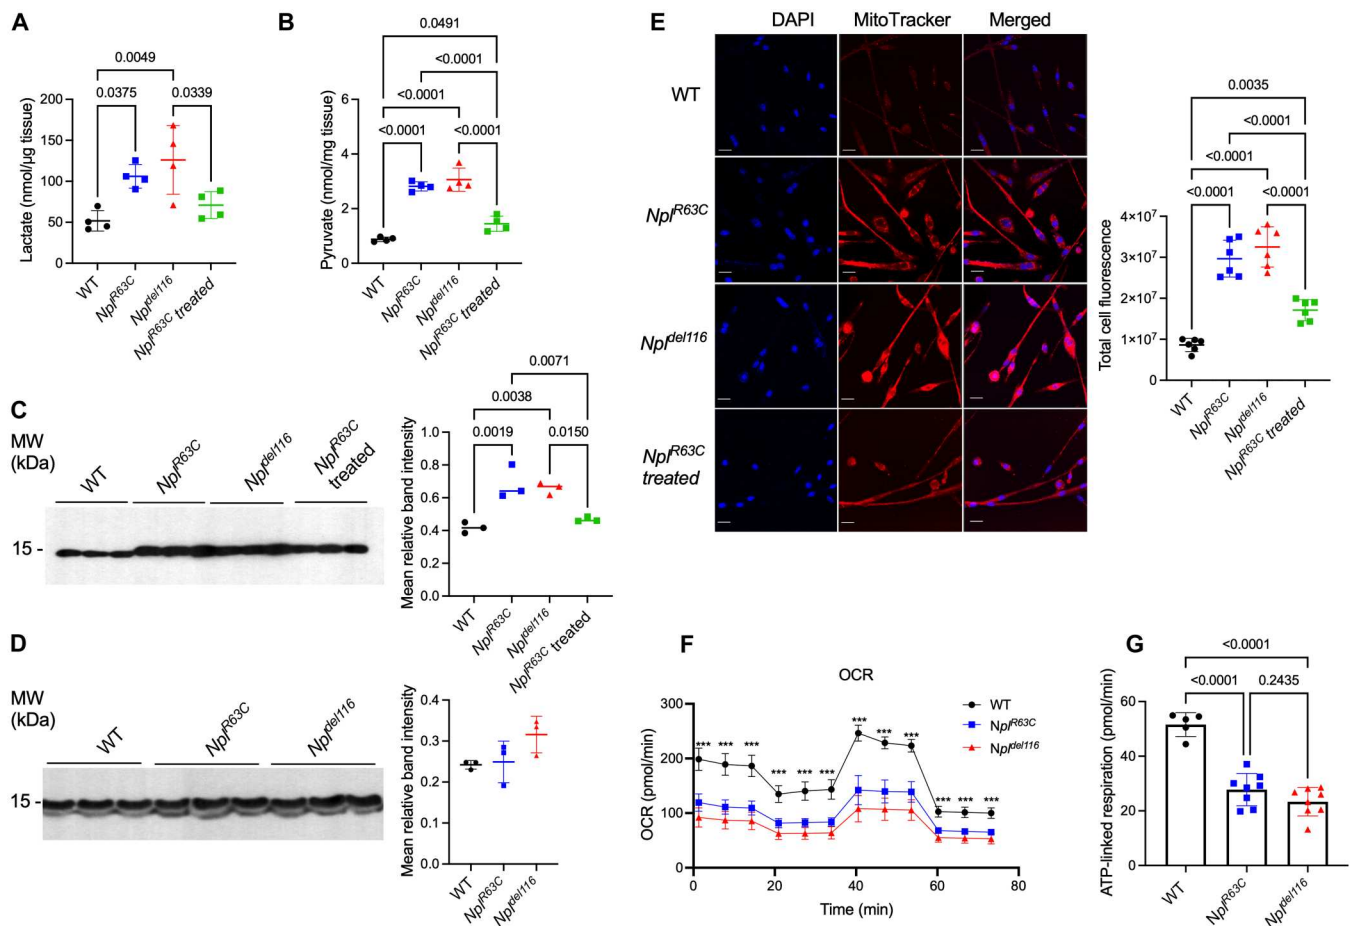 A
0.0049
0.0375
0.0339
Lactate (nmol/µg tissue)
200
150
100
50
0
WT
Npl^R63C
Npl^del116
Npl^R63C treated
B
0.0491
<0.0001
<0.0001
<0.0001
<0.0001
Pyruvate (nmol/mg tissue)
6
4
2
0
WT
Npl^R63C
Npl^del116
Npl^R63C treated
C
MW
(kDa)
WT
Npl^R63C
Npl^del116
Npl^R63C
treated
15 -
0.0071
0.0038
0.0019
0.0150
Mean relative band intensity
1.0
0.8
0.6
0.4
0.2
0.0
WT
Npl^R63C
Npl^del116
Npl^R63C treated
D
MW
(kDa)
WT
Npl^R63C
Npl^del116
15 -
Mean relative band intensity
0.4
0.3
0.2
0.1
0.0
WT
Npl^R63C
Npl^del116
E
DAPI
MitoTracker
Merged
WT
Npl^R63C
Npl^del116
Npl^R63C
treated
0.0035
<0.0001
<0.0001
<0.0001
<0.0001
Total cell fluorescence
4×10⁷
3×10⁷
2×10⁷
1×10⁷
0
WT
Npl^R63C
Npl^del116
Npl^R63C treated
F
OCR
OCR (pmol/min)
300
200
100
0
*** *** *** *** *** *** *** *** *** *** *** ***
0 20 40 60 80
Time (min)
WT
Npl^R63C
Npl^del116
G
<0.0001
<0.0001
0.2435
ATP-linked respiration (pmol/min)
60
40
20
0
WT
Npl^R63C
Npl^del116